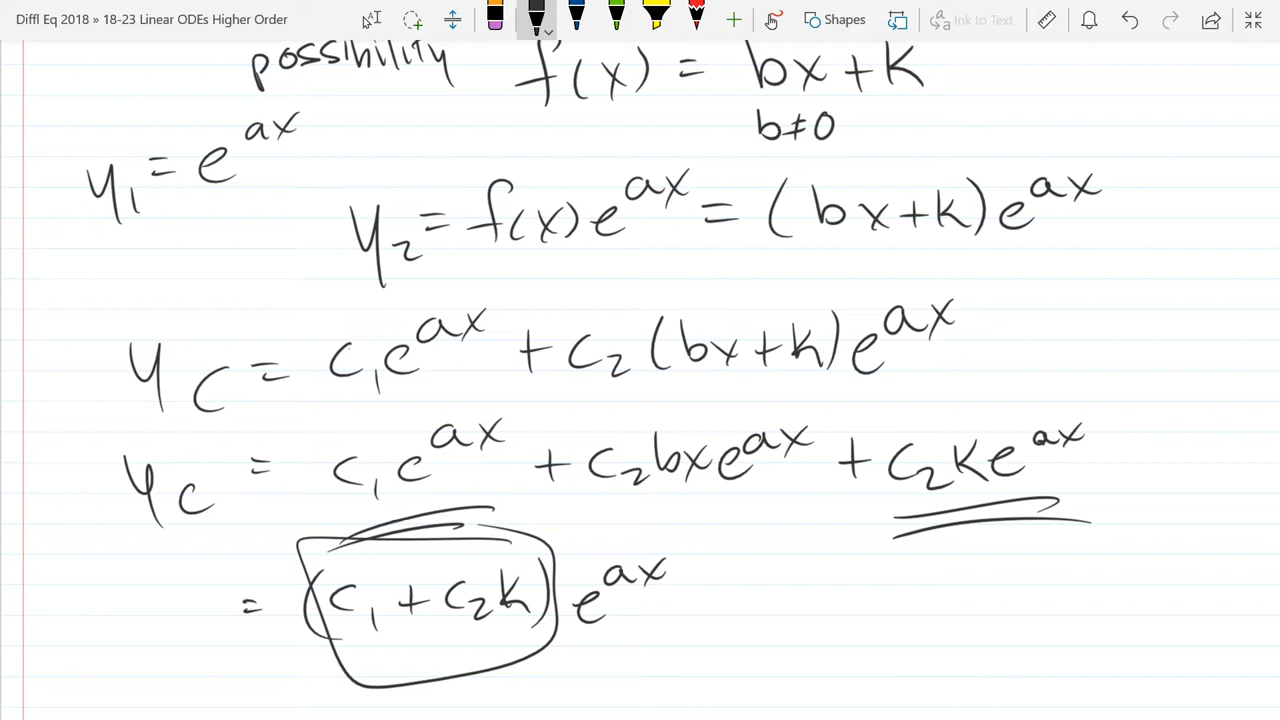 Diffl Eq 2018 » 18-23 Linear ODEs Higher Order
Shapes
Ink to Text
possibility f(x) = bx + k
b ≠ 0
y₁ = e^{ax}
y₂ = f(x) e^{ax} = (bx + k) e^{ax}
y_C = c₁e^{ax} + c₂ (bx + k) e^{ax}
y_C = c₁e^{ax} + c₂bxe^{ax} + c₂ke^{ax}
= (c₁ + c₂k) e^{ax}